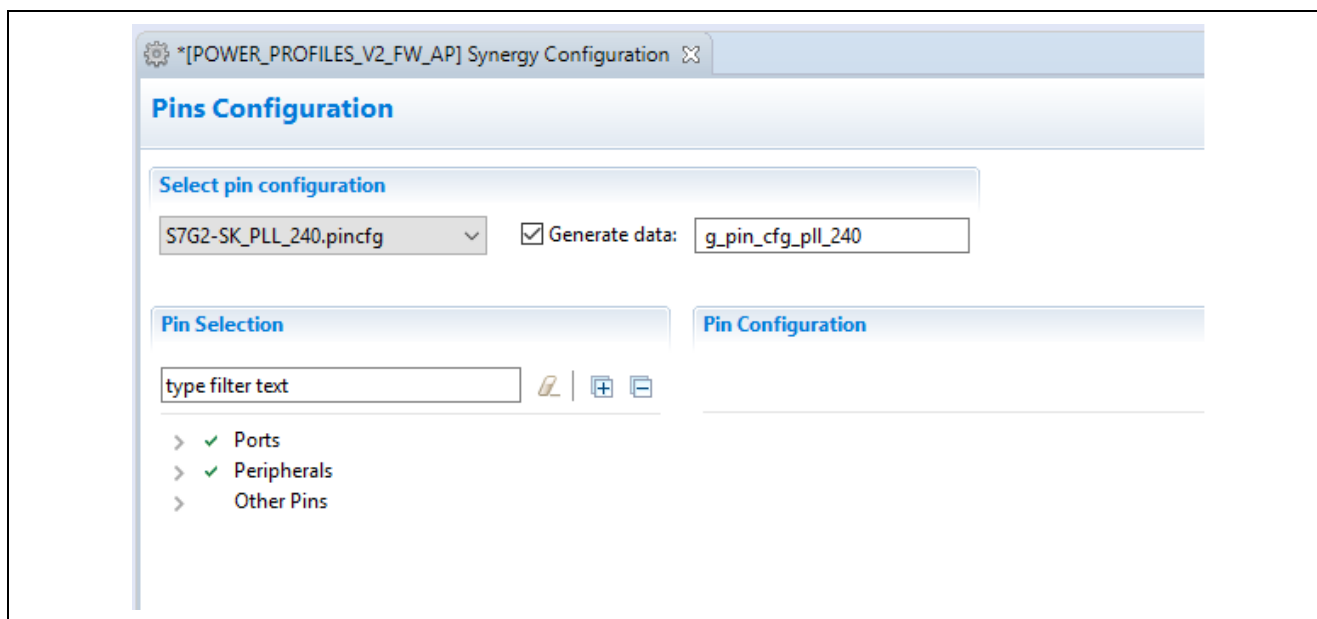 *[POWER_PROFILES_V2_FW_AP] Synergy Configuration
Pins Configuration
Select pin configuration
S7G2-SK_PLL_240.pincfg Generate data: g_pin_cfg_pll_240
Pin Selection Pin Configuration
type filter text
Ports
Peripherals
Other Pins